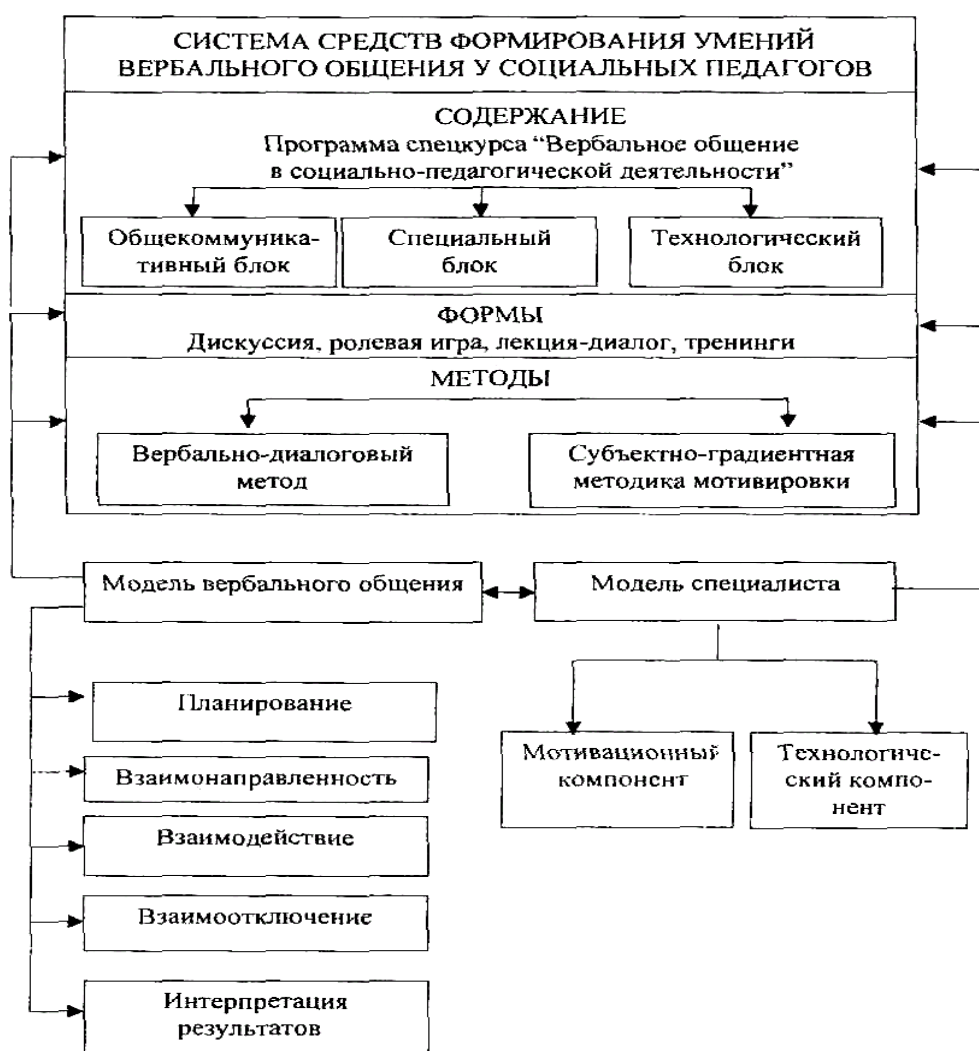 СИСТЕМА СРЕДСТВ ФОРМИРОВАНИЯ УМЕНИЙ
ВЕРБАЛЬНОГО ОБЩЕНИЯ У СОЦИАЛЬНЫХ ПЕДАГОГОВ
СОДЕРЖАНИЕ
Программа спецкурса “Вербальное общение
в социально-педагогической деятельности”
Общекоммуника-
тивный блок
Специальный
блок
Технологический
блок
ФОРМЫ
Дискуссия, ролевая игра, лекция-диалог, тренинги
МЕТОДЫ
Вербально-диалоговый
метод
Субъектно-градиентная
методика мотивировки
Модель вербального общения
Модель специалиста
Планирование
Взаимонаправленность
Взаимодействие
Взаимоотключение
Интерпретация
результатов
Мотивационный
компонент
Технологиче-
ский компо-
нент